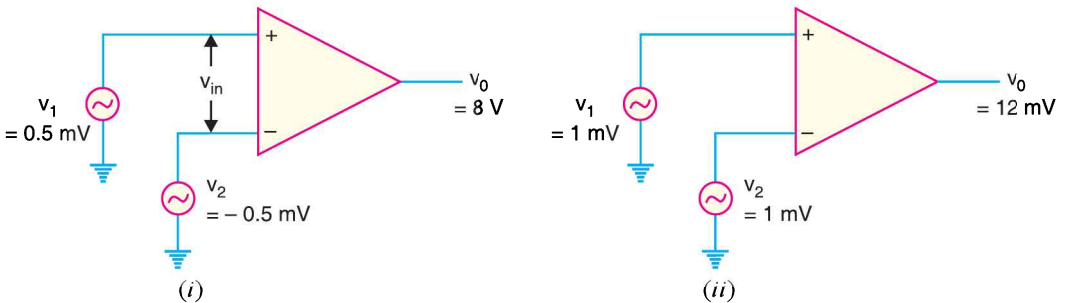 +
v₁
= 0.5 mV
v_in
−
v₂
= – 0.5 mV
v₀
= 8 V
(i)
+
v₁
= 1 mV
−
v₂
= 1 mV
v₀
= 12 mV
(ii)